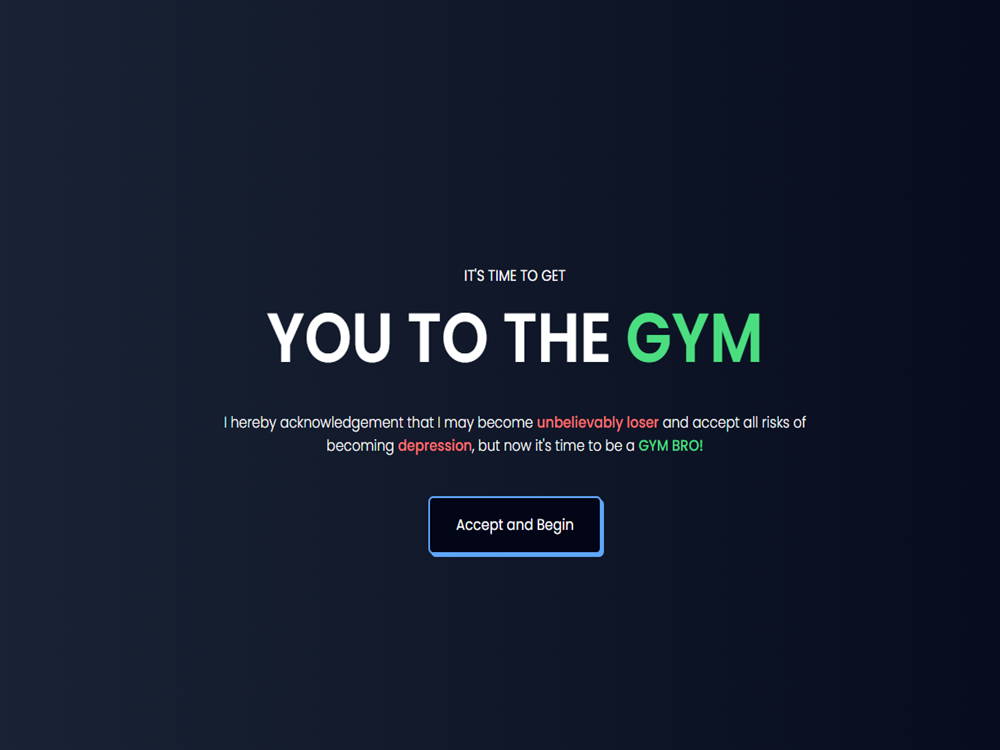 IT'S TIME TO GET
YOU TO THE GYM
I hereby acknowledgement that I may become unbelievably loser and accept all risks of
becoming depression, but now it's time to be a GYM BRO!
Accept and Begin